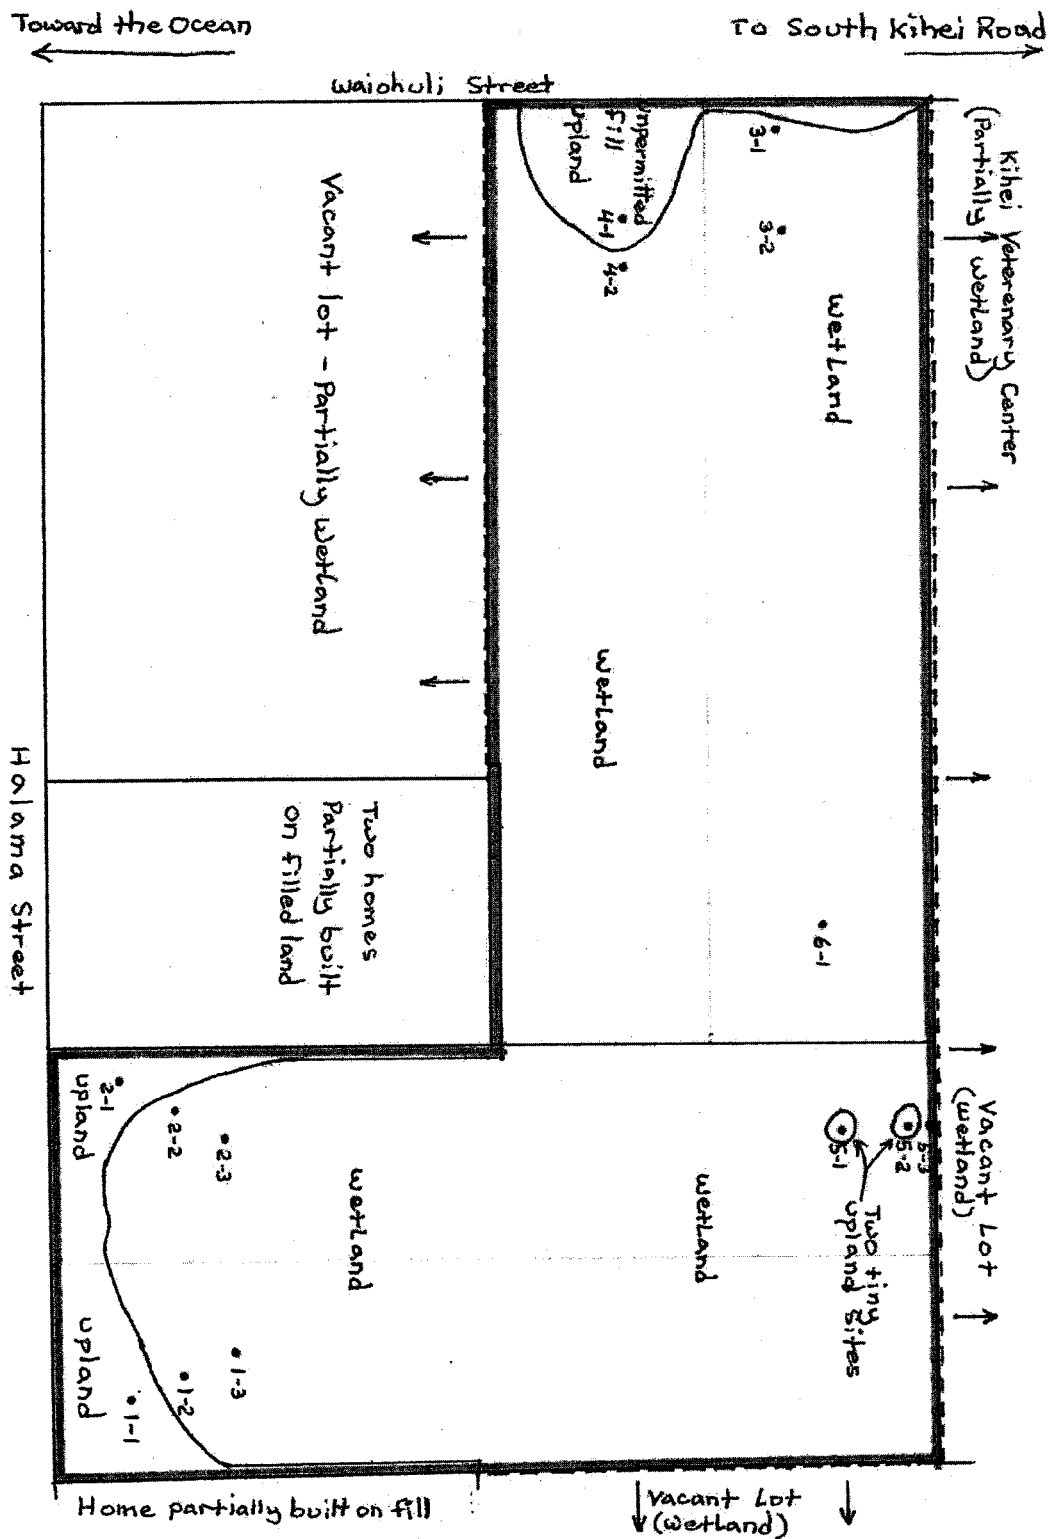 Toward the Ocean
To South Kihei Road
Waiohuli Street
Kihei Veterenary Center
(Partially wetland)
unpermitted
fill
upland
3-1
3-2
4-1
4-2
Wetland
Vacant lot - Partially Wetland
Wetland
Halama Street
Two homes
Partially built
on filled land
6-1
Vacant Lot
(wetland)
2-1
upland
2-2
2-3
5-1
5-2
5-3
Two tiny
upland Sites
Wetland
Wetland
upland
1-1
1-2
1-3
Home partially built on fill
Vacant Lot
(wetland)